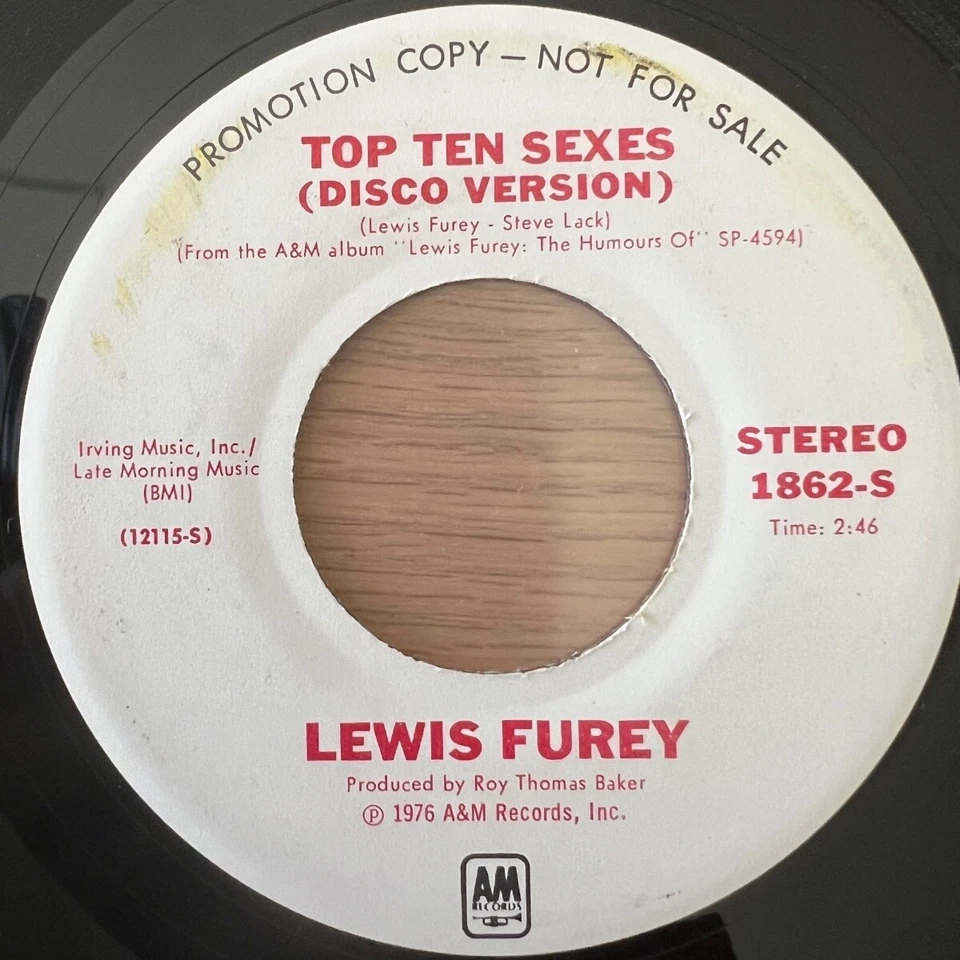 PROMOTION COPY — NOT FOR SALE
TOP TEN SEXES
(DISCO VERSION)
(Lewis Furey - Steve Lack)
(From the A&M album "Lewis Furey: The Humours Of" SP-4594)
Irving Music, Inc./
Late Morning Music
(BMI)
(12115-S)
STEREO
1862-S
Time: 2:46
LEWIS FUREY
Produced by Roy Thomas Baker
℗ 1976 A&M Records, Inc.
AM
RECORDS